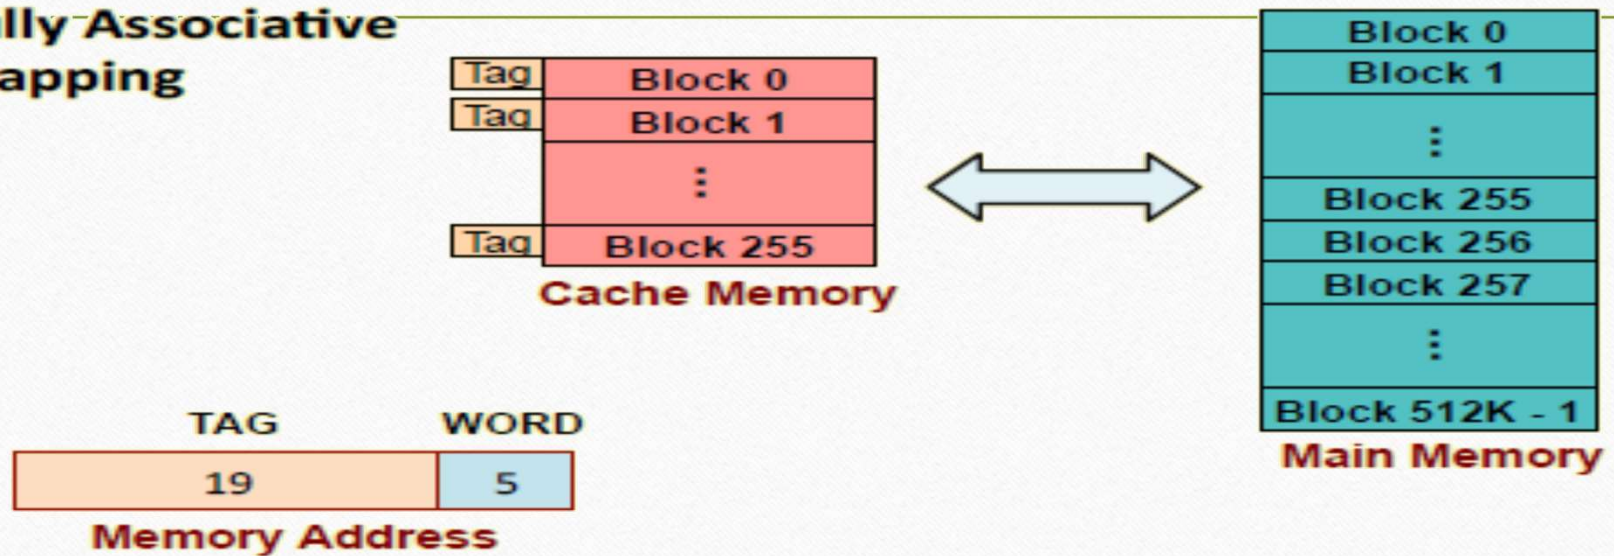 lly Associative
apping
Tag Block 0
Tag Block 1
⋮
Tag Block 255
Cache Memory
Block 0
Block 1
⋮
Block 255
Block 256
Block 257
⋮
Block 512K - 1
Main Memory
TAG WORD
19 5
Memory Address